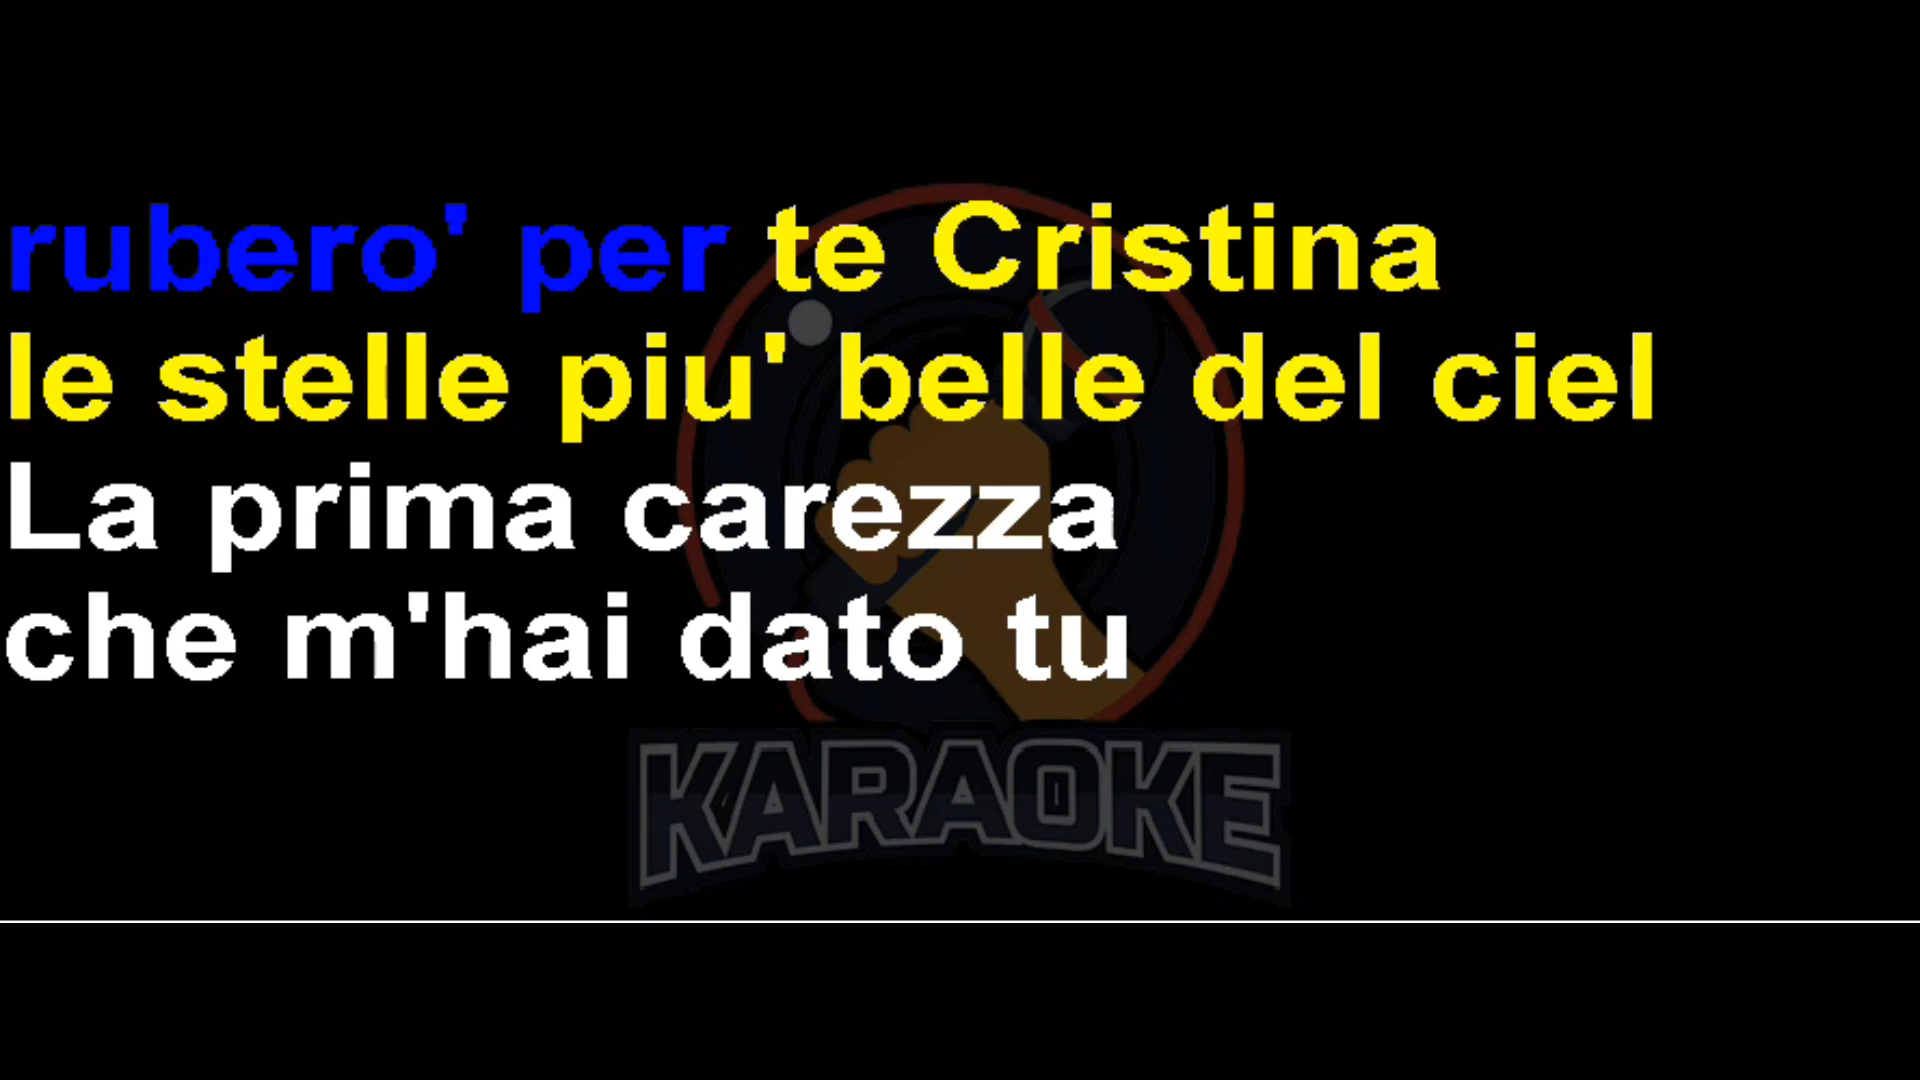 rubero' per te Cristina
le stelle piu' belle del ciel
La prima carezza
che m'hai dato tu
KARAOKE